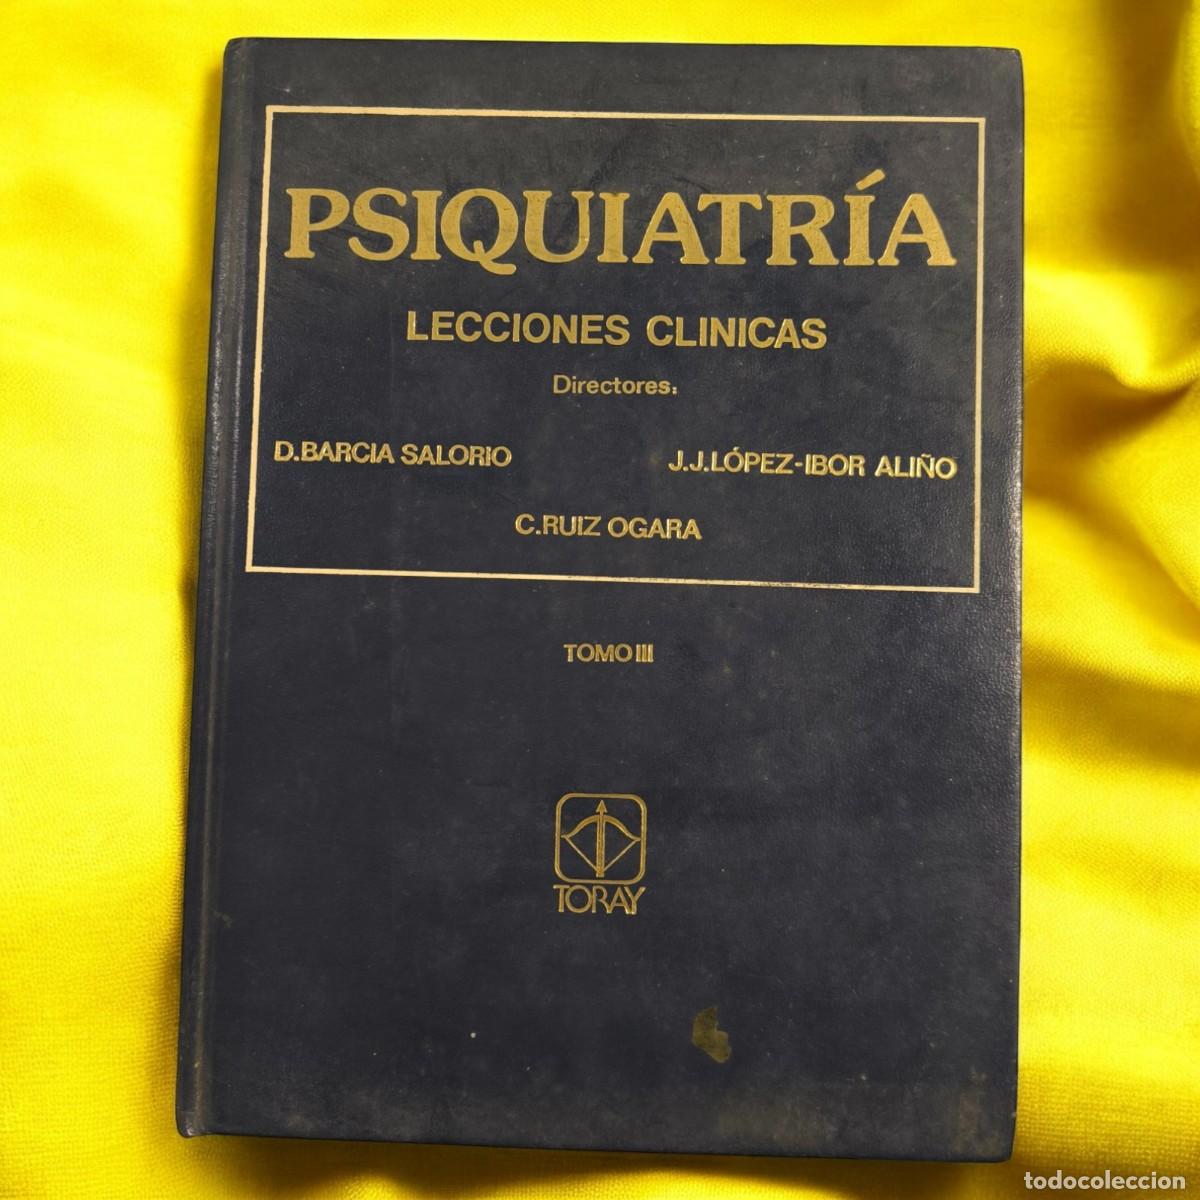 PSIQUIATRÍA
LECCIONES CLINICAS
Directores:
D.BARCIA SALORIO J.J.LÓPEZ-IBOR ALIÑO
C.RUIZ OGARA
TOMO III
TORAY
todocoleccion